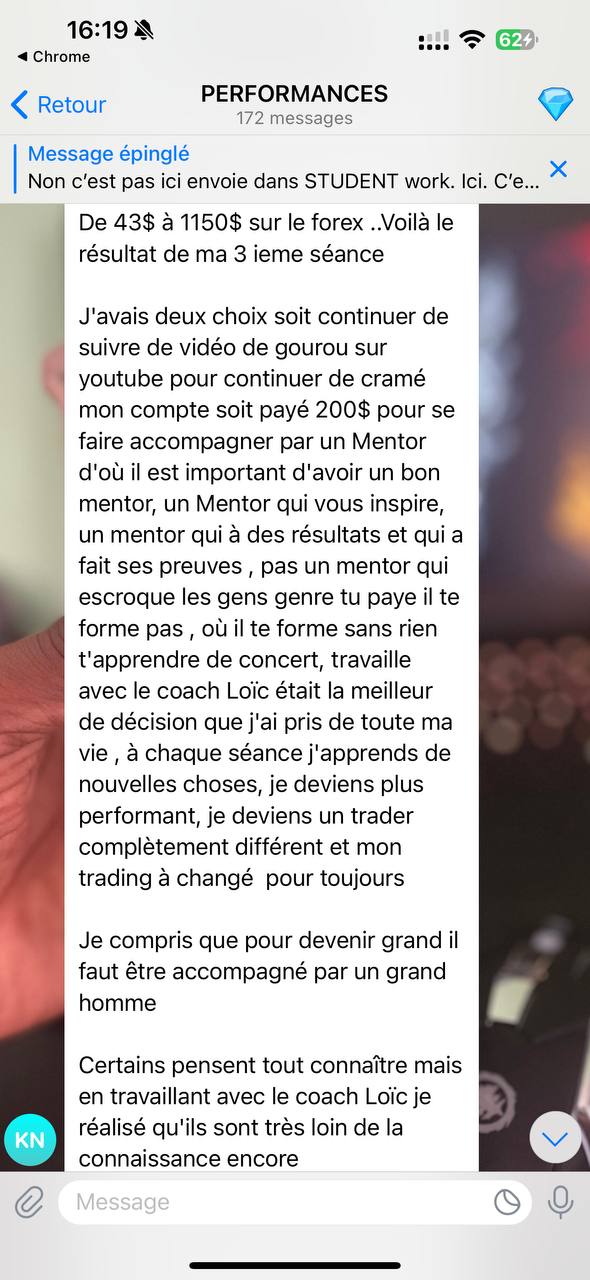 16:19
62
◄ Chrome
Retour
PERFORMANCES
172 messages
Message épinglé
Non c'est pas ici envoie dans STUDENT work. Ici. C'e...
De 43$ à 1150$ sur le forex ..Voilà le
résultat de ma 3 ieme séance
J'avais deux choix soit continuer de
suivre de vidéo de gourou sur
youtube pour continuer de cramé
mon compte soit payé 200$ pour se
faire accompagner par un Mentor
d'où il est important d'avoir un bon
mentor, un Mentor qui vous inspire,
un mentor qui à des résultats et qui a
fait ses preuves , pas un mentor qui
escroque les gens genre tu paye il te
forme pas , où il te forme sans rien
t'apprendre de concert, travaille
avec le coach Loïc était la meilleur
de décision que j'ai pris de toute ma
vie , à chaque séance j'apprends de
nouvelles choses, je deviens plus
performant, je deviens un trader
complètement différent et mon
trading à changé  pour toujours
Je compris que pour devenir grand il
faut être accompagné par un grand
homme
Certains pensent tout connaître mais
en travaillant avec le coach Loïc je
réalisé qu'ils sont très loin de la
connaissance encore
KN
Message